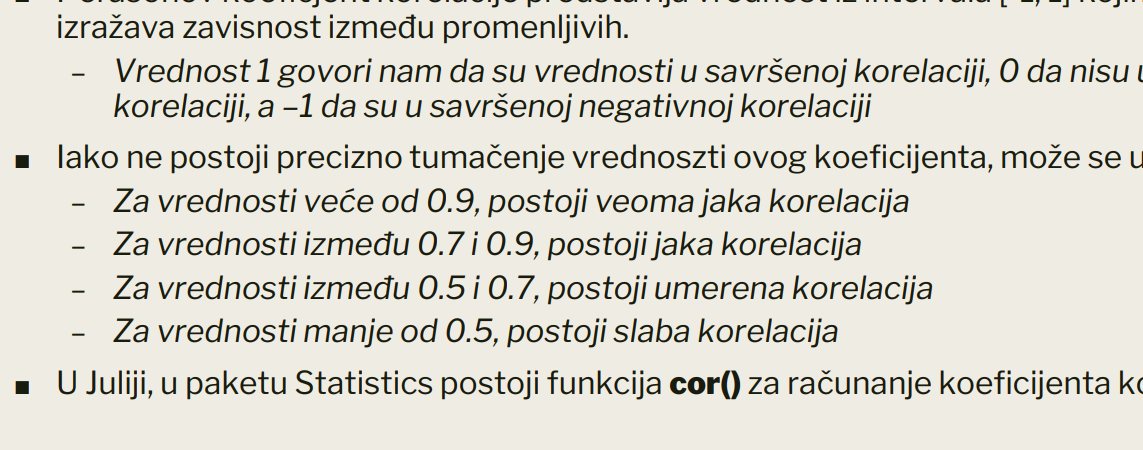 izražava zavisnost između promenljivih.
– Vrednost 1 govori nam da su vrednosti u savršenoj korelaciji, 0 da nisu
korelaciji, a –1 da su u savršenoj negativnoj korelaciji
■ Iako ne postoji precizno tumačenje vrednoszti ovog koeficijenta, može se u
– Za vrednosti veće od 0.9, postoji veoma jaka korelacija
– Za vrednosti između 0.7 i 0.9, postoji jaka korelacija
– Za vrednosti između 0.5 i 0.7, postoji umerena korelacija
– Za vrednosti manje od 0.5, postoji slaba korelacija
■ U Juliji, u paketu Statistics postoji funkcija cor() za računanje koeficijenta